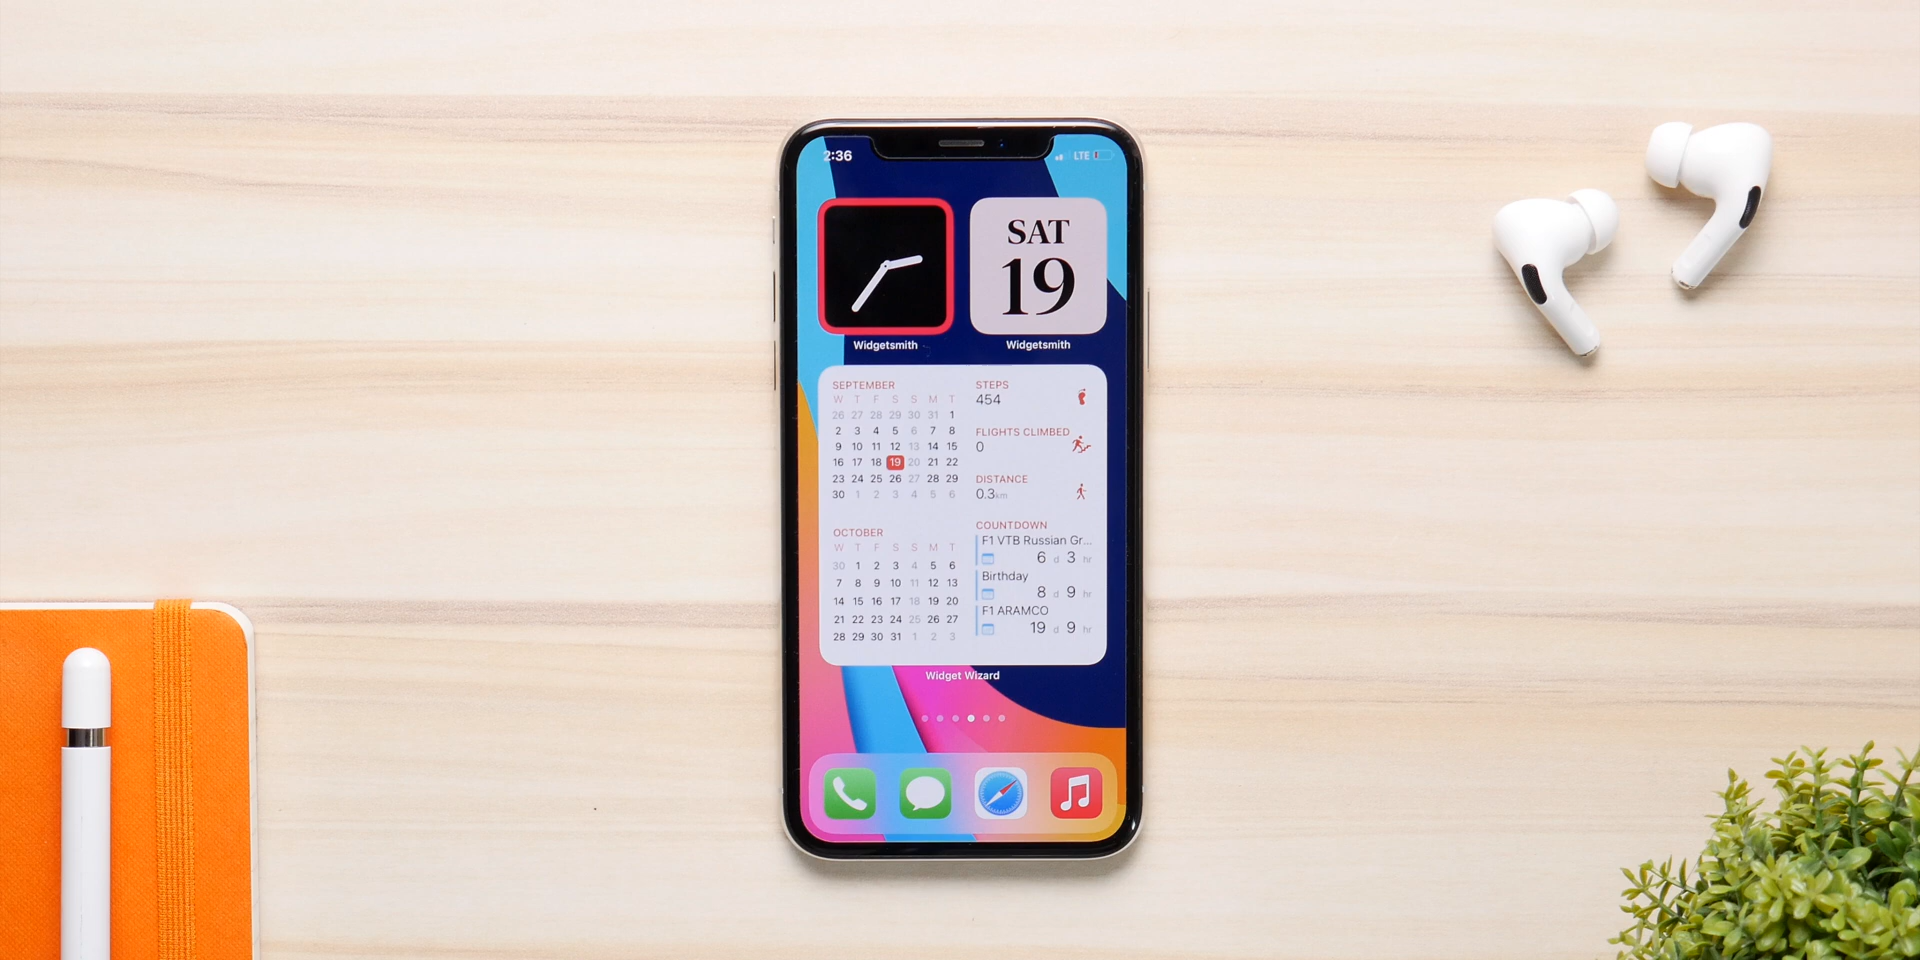 2:36
LTE
SAT
19
Widgetsmith
Widgetsmith
SEPTEMBER
W T F S S M T
26 27 28 29 30 31 1
2 3 4 5 6 7 8
9 10 11 12 13 14 15
16 17 18 19 20 21 22
23 24 25 26 27 28 29
30 1 2 3 4 5 6
OCTOBER
W T F S S M T
30 1 2 3 4 5 6
7 8 9 10 11 12 13
14 15 16 17 18 19 20
21 22 23 24 25 26 27
28 29 30 31 1 2 3
STEPS
454
FLIGHTS CLIMBED
0
DISTANCE
0.3km
COUNTDOWN
F1 VTB Russian Gr...
6 d 3 hr
Birthday
8 d 9 hr
F1 ARAMCO
19 d 9 hr
Widget Wizard